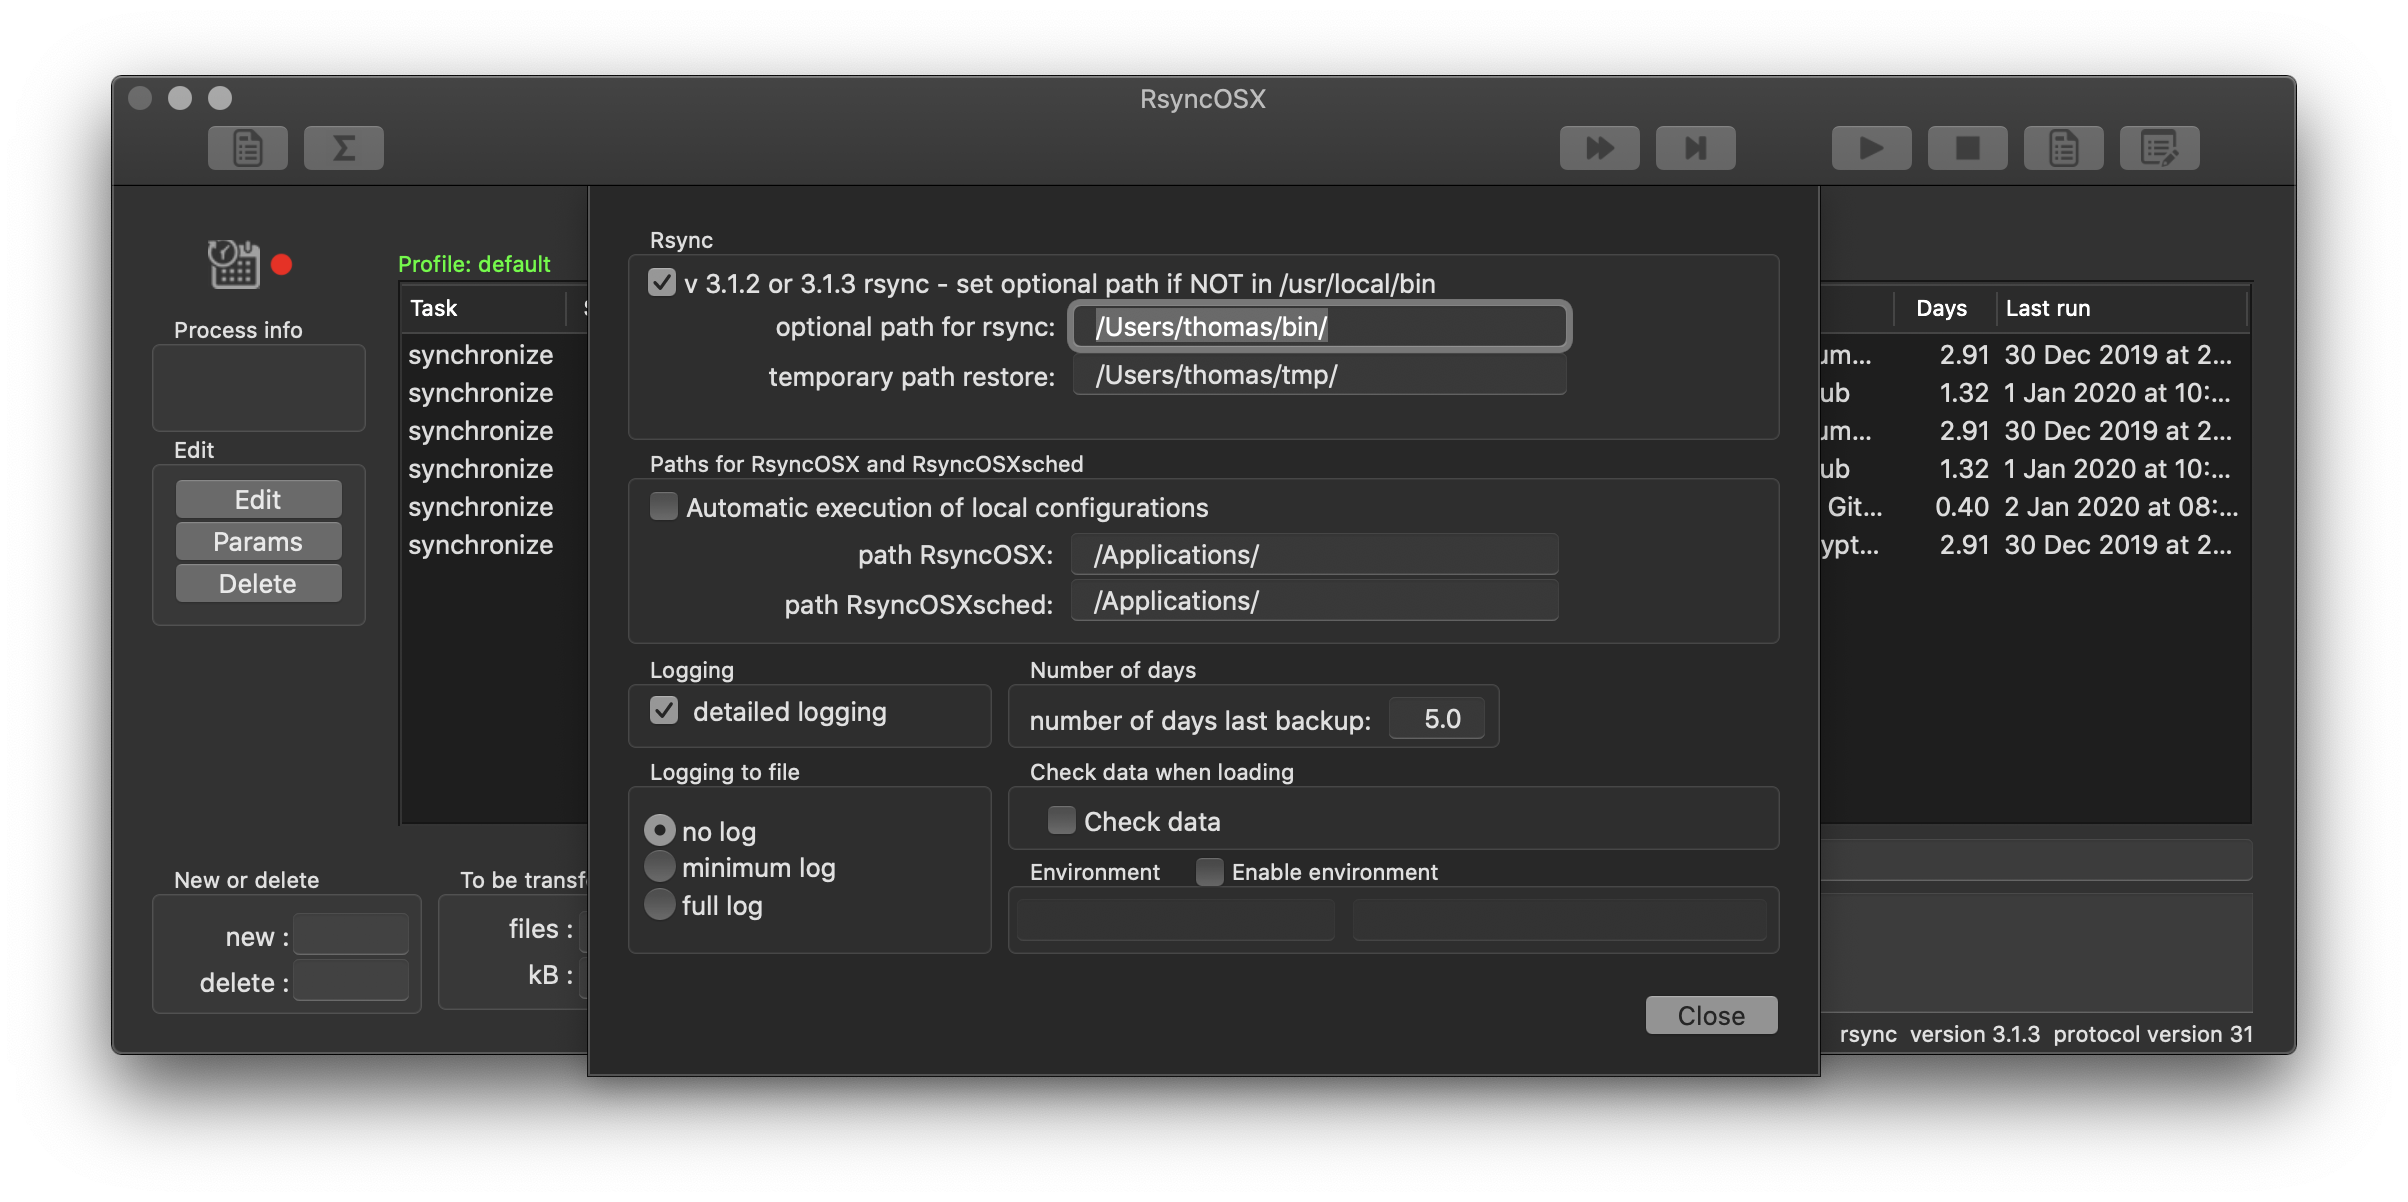 RsyncOSX
Profile: default
Process info
Edit
Edit
Params
Delete
Task
synchronize
synchronize
synchronize
synchronize
synchronize
synchronize
New or delete
new :
delete :
To be transf
files :
kB :
Rsync
v 3.1.2 or 3.1.3 rsync - set optional path if NOT in /usr/local/bin
optional path for rsync: /Users/thomas/bin/
temporary path restore: /Users/thomas/tmp/
Paths for RsyncOSX and RsyncOSXsched
Automatic execution of local configurations
path RsyncOSX: /Applications/
path RsyncOSXsched: /Applications/
Logging
detailed logging
Number of days
number of days last backup: 5.0
Logging to file
no log
minimum log
full log
Check data when loading
Check data
Environment
Enable environment
Close
Days Last run
um... 2.91 30 Dec 2019 at 2...
ub 1.32 1 Jan 2020 at 10:...
um... 2.91 30 Dec 2019 at 2...
ub 1.32 1 Jan 2020 at 10:...
Git... 0.40 2 Jan 2020 at 08:...
ypt... 2.91 30 Dec 2019 at 2...
rsync version 3.1.3 protocol version 31